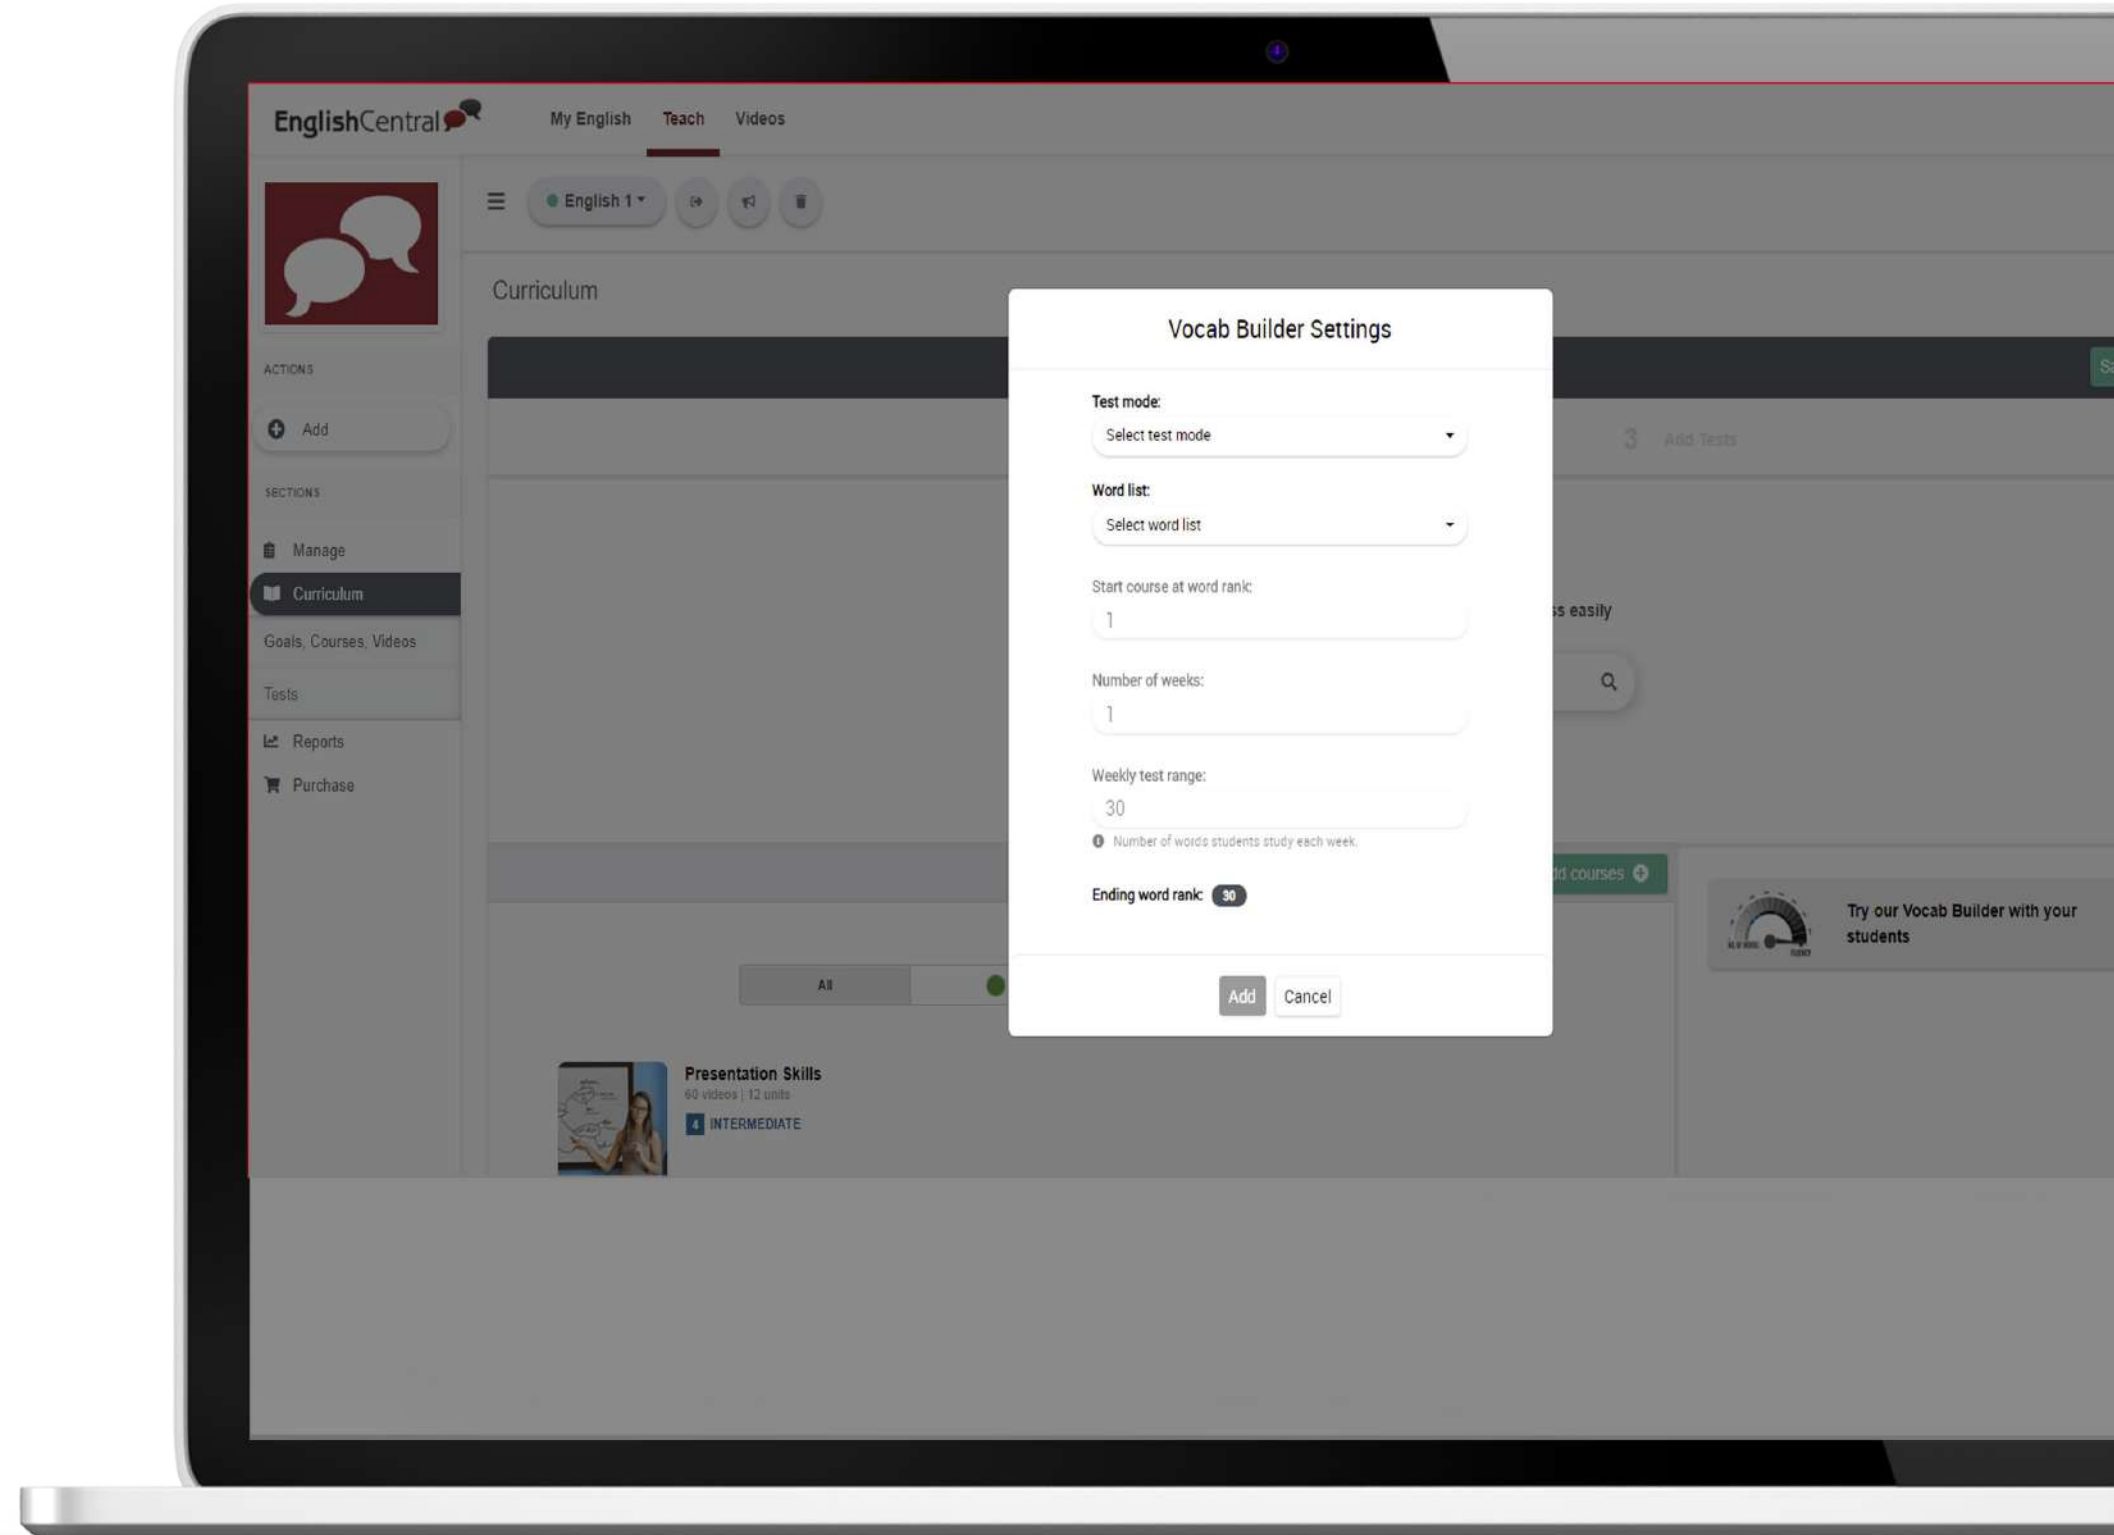 EnglishCentral
My English Teach Videos
English 1
Curriculum
ACTIONS
Add
SECTIONS
Manage
Curriculum
Goals, Courses, Videos
Tests
Reports
Purchase
3 Add Tests
ss easily
dd courses
Try our Vocab Builder with your
students
All
Presentation Skills
60 videos | 12 units
4 INTERMEDIATE
Vocab Builder Settings
Test mode:
Select test mode
Word list:
Select word list
Start course at word rank:
1
Number of weeks:
1
Weekly test range:
30
Number of words students study each week.
Ending word rank: 30
Add Cancel